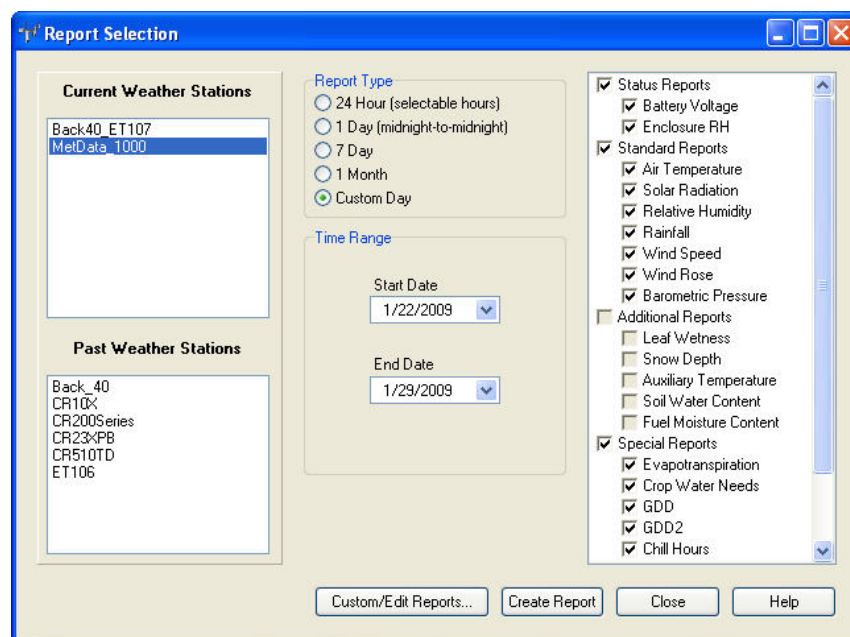 Report Selection
Current Weather Stations
Back40_ET107
MetData_1000
Past Weather Stations
Back_40
CR10X
CR200Series
CR23XPB
CR510TD
ET106
Report Type
24 Hour (selectable hours)
1 Day (midnight-to-midnight)
7 Day
1 Month
Custom Day
Time Range
Start Date
1/22/2009
End Date
1/29/2009
Status Reports
Battery Voltage
Enclosure RH
Standard Reports
Air Temperature
Solar Radiation
Relative Humidity
Rainfall
Wind Speed
Wind Rose
Barometric Pressure
Additional Reports
Leaf Wetness
Snow Depth
Auxiliary Temperature
Soil Water Content
Fuel Moisture Content
Special Reports
Evapotranspiration
Crop Water Needs
GDD
GDD2
Chill Hours
Custom/Edit Reports...
Create Report
Close
Help